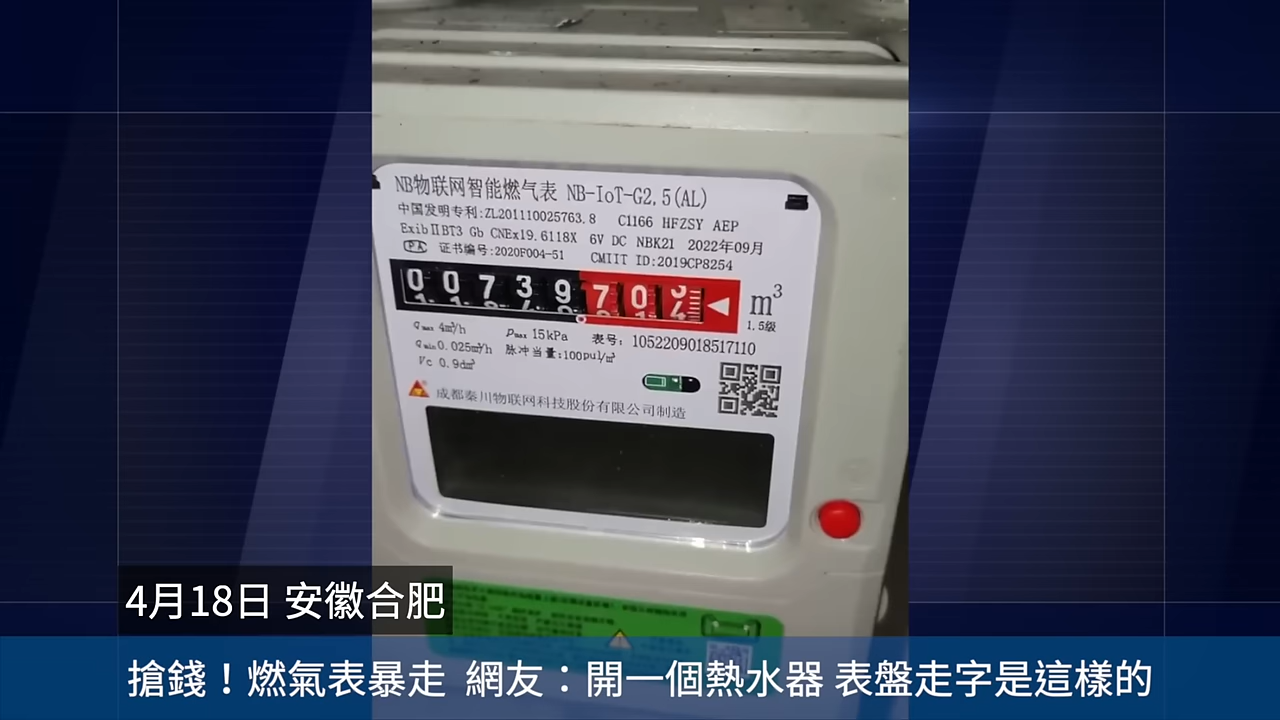 NB物联网智能燃气表 NB-IoT-G2.5(AL)
中国发明专利:ZL201110025763.8 C1166 HFZSY AEP
ExibⅡBT3 Gb CNEx19.6118X 6V DC NBK21 2022年09月
PA 证书编号:2020F004-51 CMIIT ID:2019CP8254
00739703 m³
1.5级
qmax 4m³/h pmax 15kPa 表号: 1052209018517110
qmin 0.025m³/h 脉冲当量:100pul/m³
Vc 0.9dm³
成都秦川物联网科技股份有限公司制造
4月18日 安徽合肥
搶錢！燃氣表暴走 網友：開一個熱水器 表盤走字是這樣的